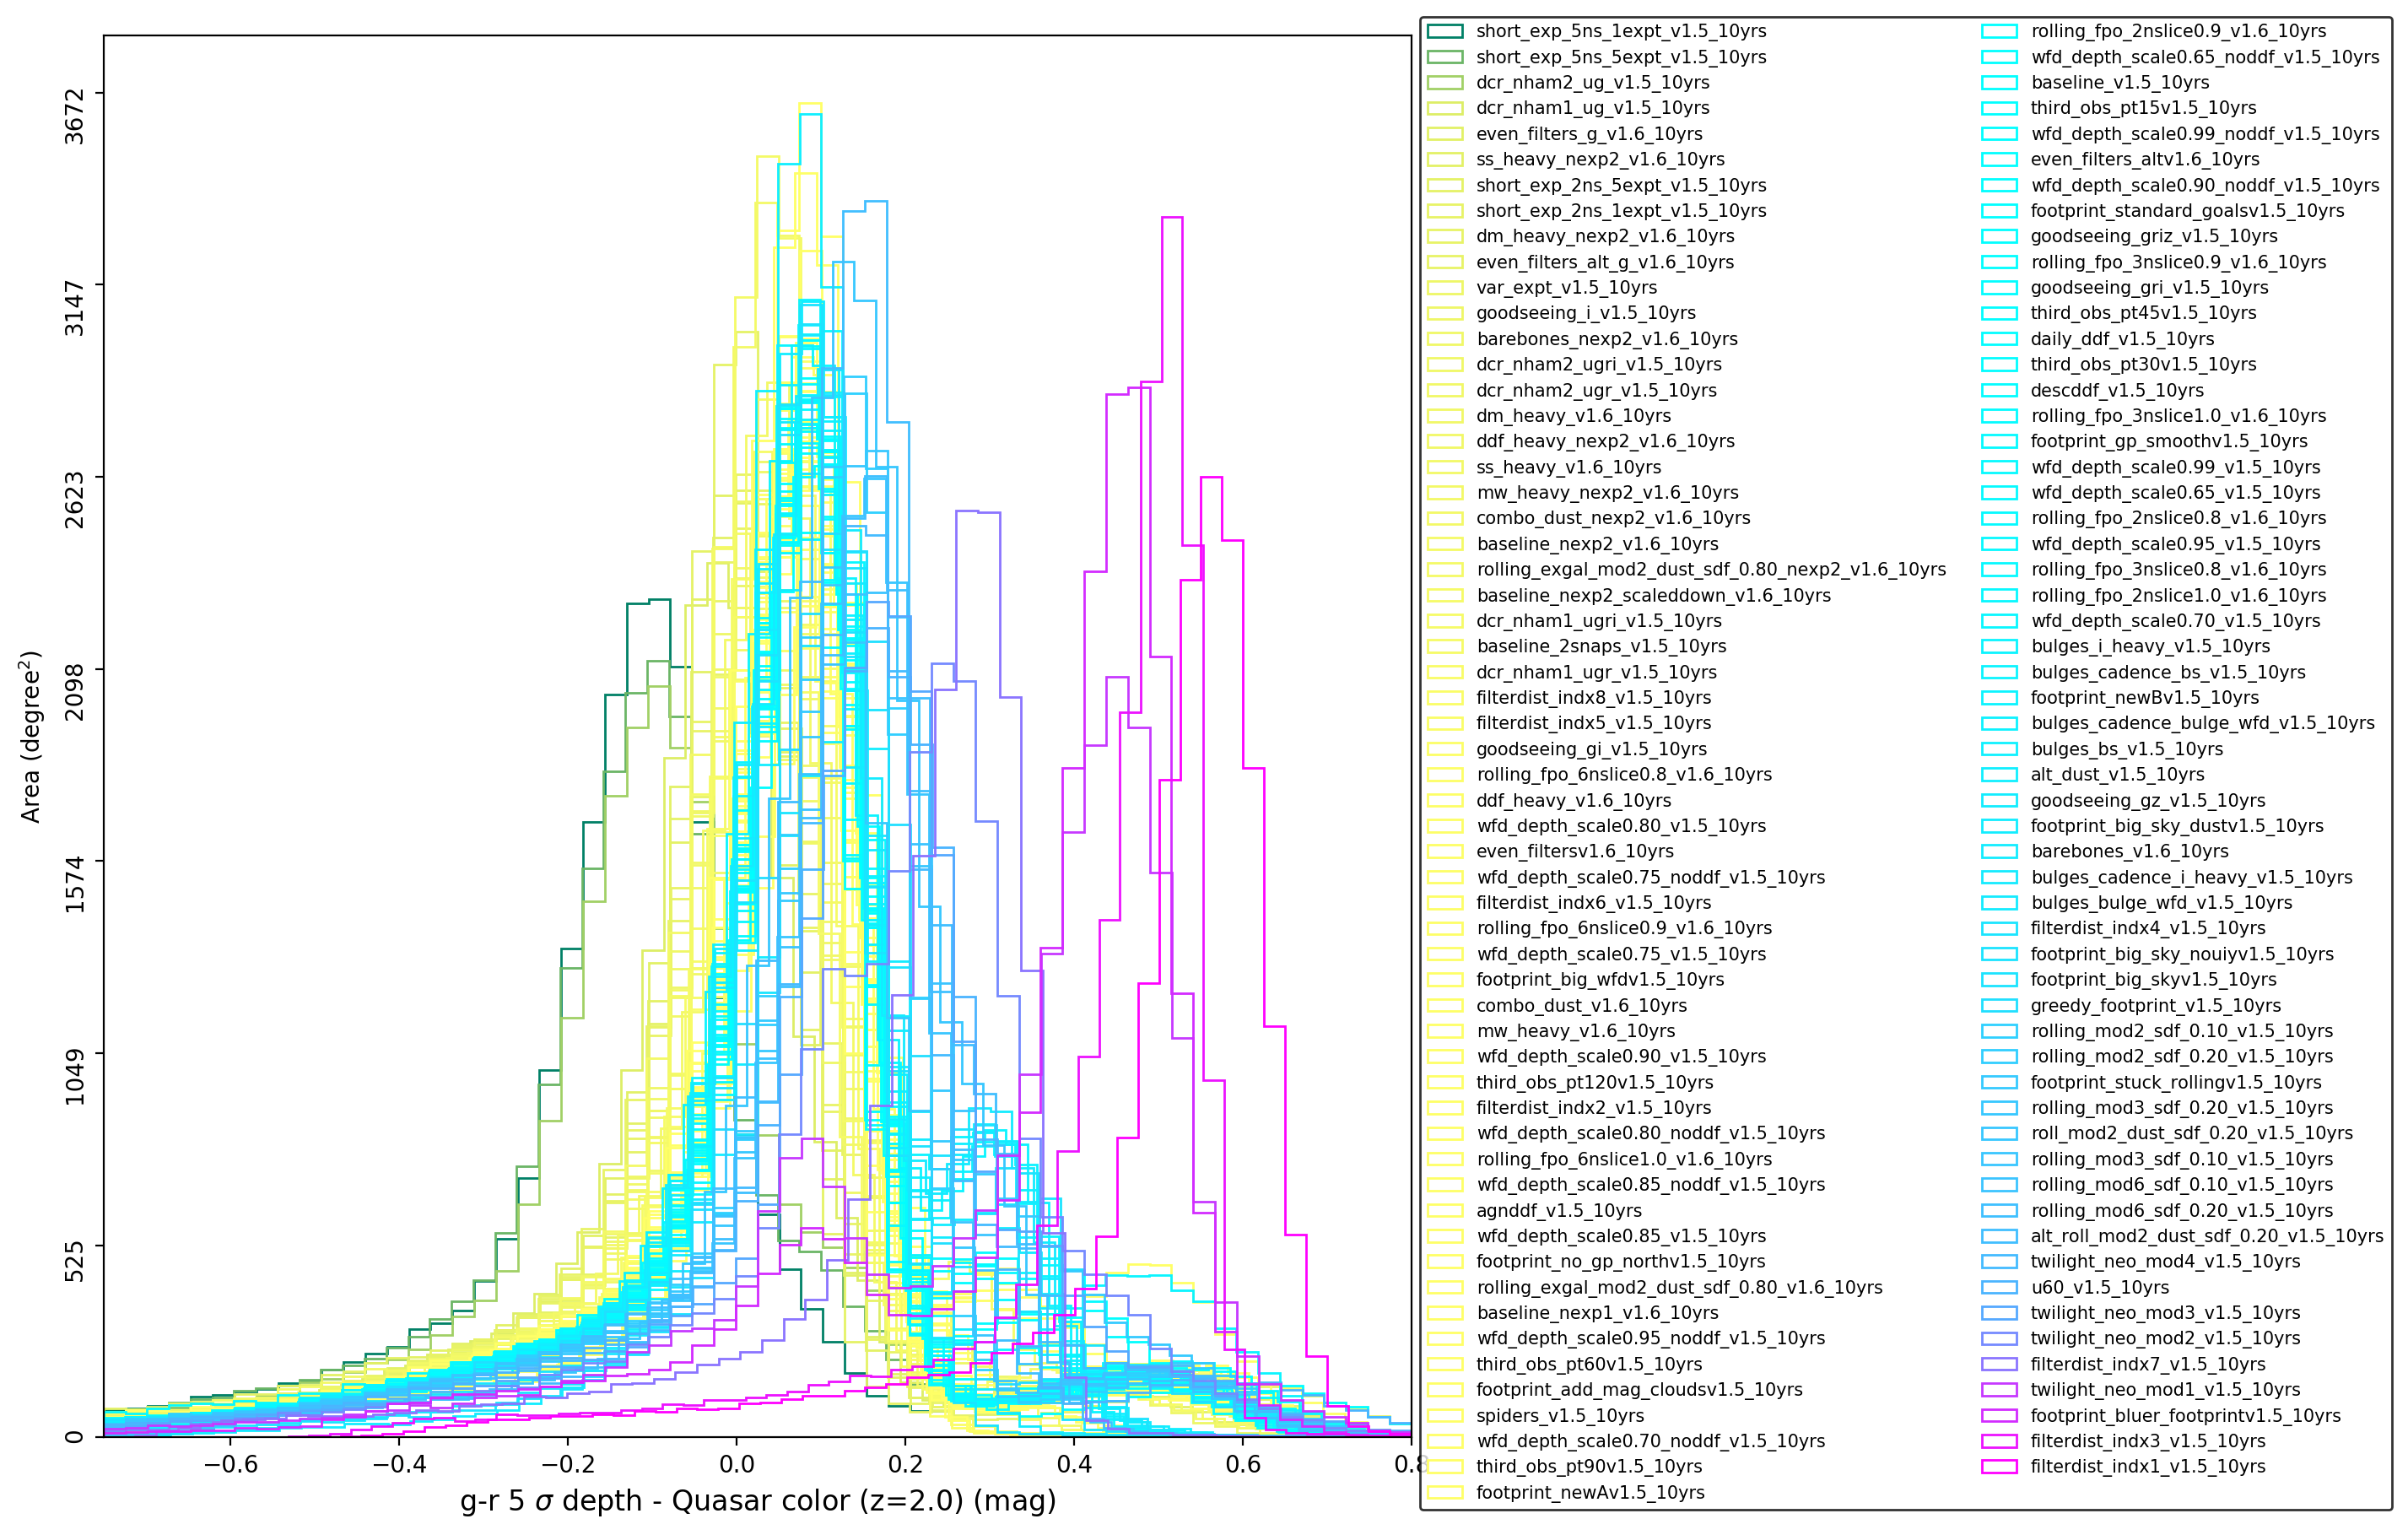 3672
3147
2623
2098
1574
1049
525
0
Area (degree²)
−0.6 −0.4 −0.2 0.0 0.2 0.4 0.6 0.8
g-r 5 σ depth - Quasar color (z=2.0) (mag)
short_exp_5ns_1expt_v1.5_10yrs
short_exp_5ns_5expt_v1.5_10yrs
dcr_nham2_ug_v1.5_10yrs
dcr_nham1_ug_v1.5_10yrs
even_filters_g_v1.6_10yrs
ss_heavy_nexp2_v1.6_10yrs
short_exp_2ns_5expt_v1.5_10yrs
short_exp_2ns_1expt_v1.5_10yrs
dm_heavy_nexp2_v1.6_10yrs
even_filters_alt_g_v1.6_10yrs
var_expt_v1.5_10yrs
goodseeing_i_v1.5_10yrs
barebones_nexp2_v1.6_10yrs
dcr_nham2_ugri_v1.5_10yrs
dcr_nham2_ugr_v1.5_10yrs
dm_heavy_v1.6_10yrs
ddf_heavy_nexp2_v1.6_10yrs
ss_heavy_v1.6_10yrs
mw_heavy_nexp2_v1.6_10yrs
combo_dust_nexp2_v1.6_10yrs
baseline_nexp2_v1.6_10yrs
rolling_exgal_mod2_dust_sdf_0.80_nexp2_v1.6_10yrs
baseline_nexp2_scaleddown_v1.6_10yrs
dcr_nham1_ugri_v1.5_10yrs
baseline_2snaps_v1.5_10yrs
dcr_nham1_ugr_v1.5_10yrs
filterdist_indx8_v1.5_10yrs
filterdist_indx5_v1.5_10yrs
goodseeing_gi_v1.5_10yrs
rolling_fpo_6nslice0.8_v1.6_10yrs
ddf_heavy_v1.6_10yrs
wfd_depth_scale0.80_v1.5_10yrs
even_filtersv1.6_10yrs
wfd_depth_scale0.75_noddf_v1.5_10yrs
filterdist_indx6_v1.5_10yrs
rolling_fpo_6nslice0.9_v1.6_10yrs
wfd_depth_scale0.75_v1.5_10yrs
footprint_big_wfdv1.5_10yrs
combo_dust_v1.6_10yrs
mw_heavy_v1.6_10yrs
wfd_depth_scale0.90_v1.5_10yrs
third_obs_pt120v1.5_10yrs
filterdist_indx2_v1.5_10yrs
wfd_depth_scale0.80_noddf_v1.5_10yrs
rolling_fpo_6nslice1.0_v1.6_10yrs
wfd_depth_scale0.85_noddf_v1.5_10yrs
agnddf_v1.5_10yrs
wfd_depth_scale0.85_v1.5_10yrs
footprint_no_gp_northv1.5_10yrs
rolling_exgal_mod2_dust_sdf_0.80_v1.6_10yrs
baseline_nexp1_v1.6_10yrs
wfd_depth_scale0.95_noddf_v1.5_10yrs
third_obs_pt60v1.5_10yrs
footprint_add_mag_cloudsv1.5_10yrs
spiders_v1.5_10yrs
wfd_depth_scale0.70_noddf_v1.5_10yrs
third_obs_pt90v1.5_10yrs
footprint_newAv1.5_10yrs
rolling_fpo_2nslice0.9_v1.6_10yrs
wfd_depth_scale0.65_noddf_v1.5_10yrs
baseline_v1.5_10yrs
third_obs_pt15v1.5_10yrs
wfd_depth_scale0.99_noddf_v1.5_10yrs
even_filters_altv1.6_10yrs
wfd_depth_scale0.90_noddf_v1.5_10yrs
footprint_standard_goalsv1.5_10yrs
goodseeing_griz_v1.5_10yrs
rolling_fpo_3nslice0.9_v1.6_10yrs
goodseeing_gri_v1.5_10yrs
third_obs_pt45v1.5_10yrs
daily_ddf_v1.5_10yrs
third_obs_pt30v1.5_10yrs
descddf_v1.5_10yrs
rolling_fpo_3nslice1.0_v1.6_10yrs
footprint_gp_smoothv1.5_10yrs
wfd_depth_scale0.99_v1.5_10yrs
wfd_depth_scale0.65_v1.5_10yrs
rolling_fpo_2nslice0.8_v1.6_10yrs
wfd_depth_scale0.95_v1.5_10yrs
rolling_fpo_3nslice0.8_v1.6_10yrs
rolling_fpo_2nslice1.0_v1.6_10yrs
wfd_depth_scale0.70_v1.5_10yrs
bulges_i_heavy_v1.5_10yrs
bulges_cadence_bs_v1.5_10yrs
footprint_newBv1.5_10yrs
bulges_cadence_bulge_wfd_v1.5_10yrs
bulges_bs_v1.5_10yrs
alt_dust_v1.5_10yrs
goodseeing_gz_v1.5_10yrs
footprint_big_sky_dustv1.5_10yrs
barebones_v1.6_10yrs
bulges_cadence_i_heavy_v1.5_10yrs
bulges_bulge_wfd_v1.5_10yrs
filterdist_indx4_v1.5_10yrs
footprint_big_sky_nouiyv1.5_10yrs
footprint_big_skyv1.5_10yrs
greedy_footprint_v1.5_10yrs
rolling_mod2_sdf_0.10_v1.5_10yrs
rolling_mod2_sdf_0.20_v1.5_10yrs
footprint_stuck_rollingv1.5_10yrs
rolling_mod3_sdf_0.20_v1.5_10yrs
roll_mod2_dust_sdf_0.20_v1.5_10yrs
rolling_mod3_sdf_0.10_v1.5_10yrs
rolling_mod6_sdf_0.10_v1.5_10yrs
rolling_mod6_sdf_0.20_v1.5_10yrs
alt_roll_mod2_dust_sdf_0.20_v1.5_10yrs
twilight_neo_mod4_v1.5_10yrs
u60_v1.5_10yrs
twilight_neo_mod3_v1.5_10yrs
twilight_neo_mod2_v1.5_10yrs
filterdist_indx7_v1.5_10yrs
twilight_neo_mod1_v1.5_10yrs
footprint_bluer_footprintv1.5_10yrs
filterdist_indx3_v1.5_10yrs
filterdist_indx1_v1.5_10yrs